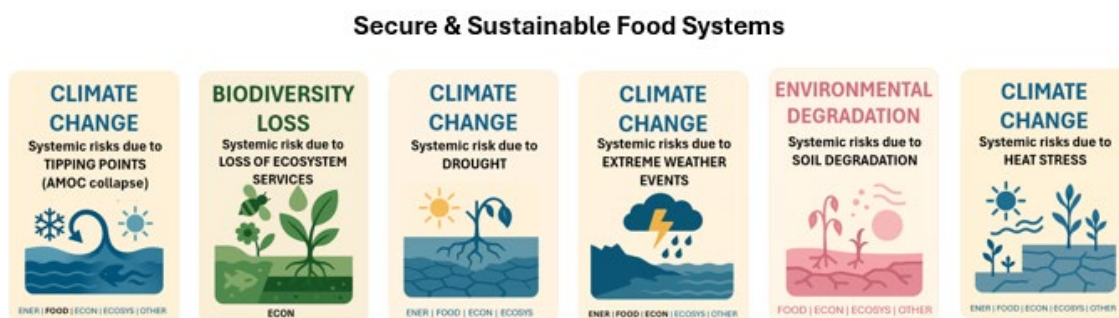 Secure & Sustainable Food Systems
CLIMATE
CHANGE
Systemic risks due to
TIPPING POINTS
(AMOC collapse)
ENER | FOOD | ECON | ECOSYS | OTHER
BIODIVERSITY
LOSS
Systemic risk due to
LOSS OF ECOSYSTEM
SERVICES
ECON
CLIMATE
CHANGE
Systemic risk due to
DROUGHT
ENER | FOOD | ECON | ECOSYS
CLIMATE
CHANGE
Systemic risks due to
EXTREME WEATHER
EVENTS
ENER | FOOD | ECON | ECOSYS | OTHER
ENVIRONMENTAL
DEGRADATION
Systemic risks due to
SOIL DEGRADATION
FOOD | ECON | ECOSYS | OTHER
CLIMATE
CHANGE
Systemic risks due to
HEAT STRESS
ENER | FOOD | ECON | ECOSYS | OTHER